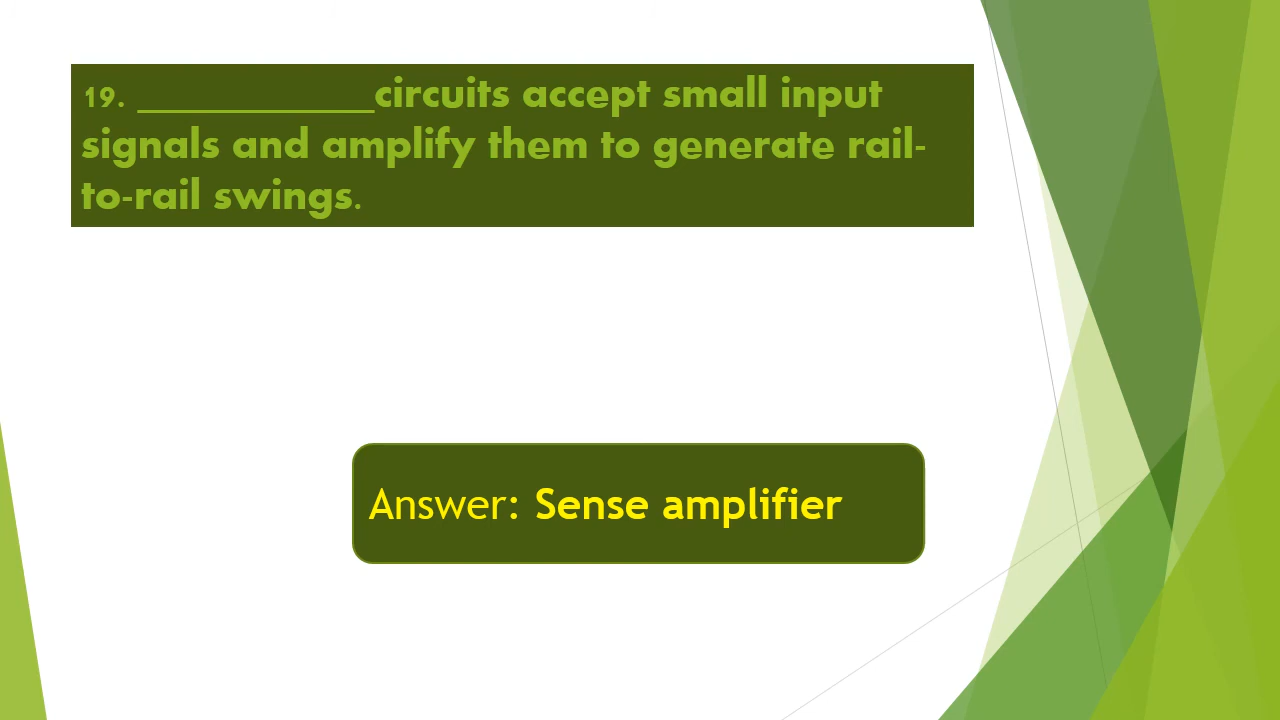 19. ____________circuits accept small input
signals and amplify them to generate rail-
to-rail swings.
Answer: Sense amplifier